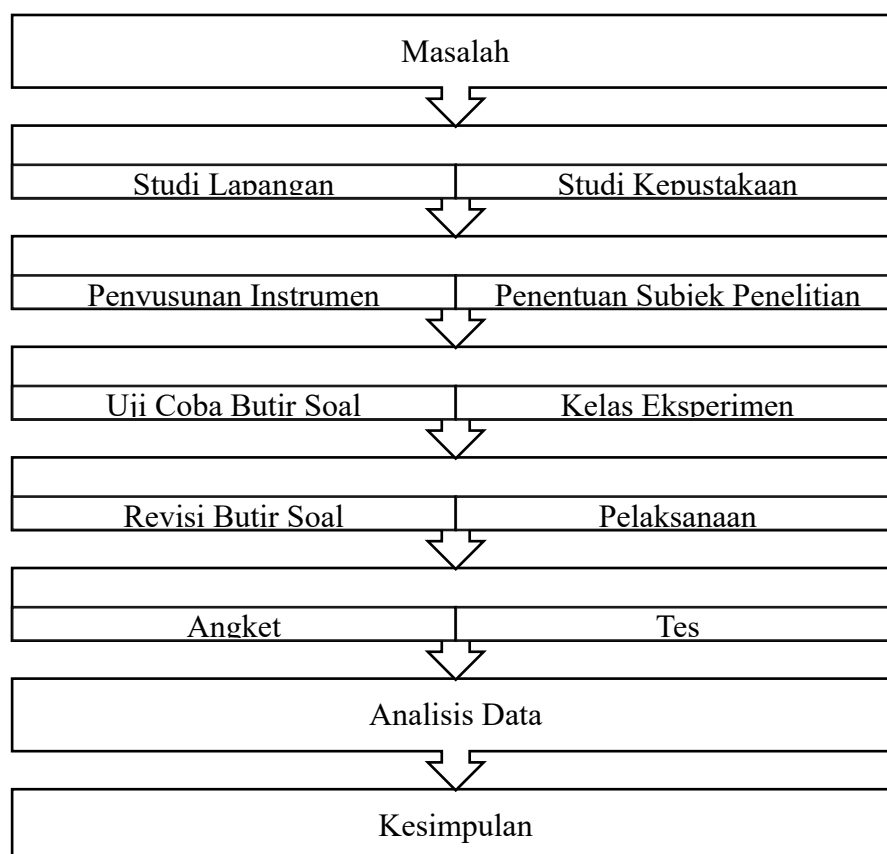 Masalah
Studi Lapangan Studi Kepustakaan
Penyusunan Instrumen Penentuan Subjek Penelitian
Uji Coba Butir Soal Kelas Eksperimen
Revisi Butir Soal Pelaksanaan
Angket Tes
Analisis Data
Kesimpulan